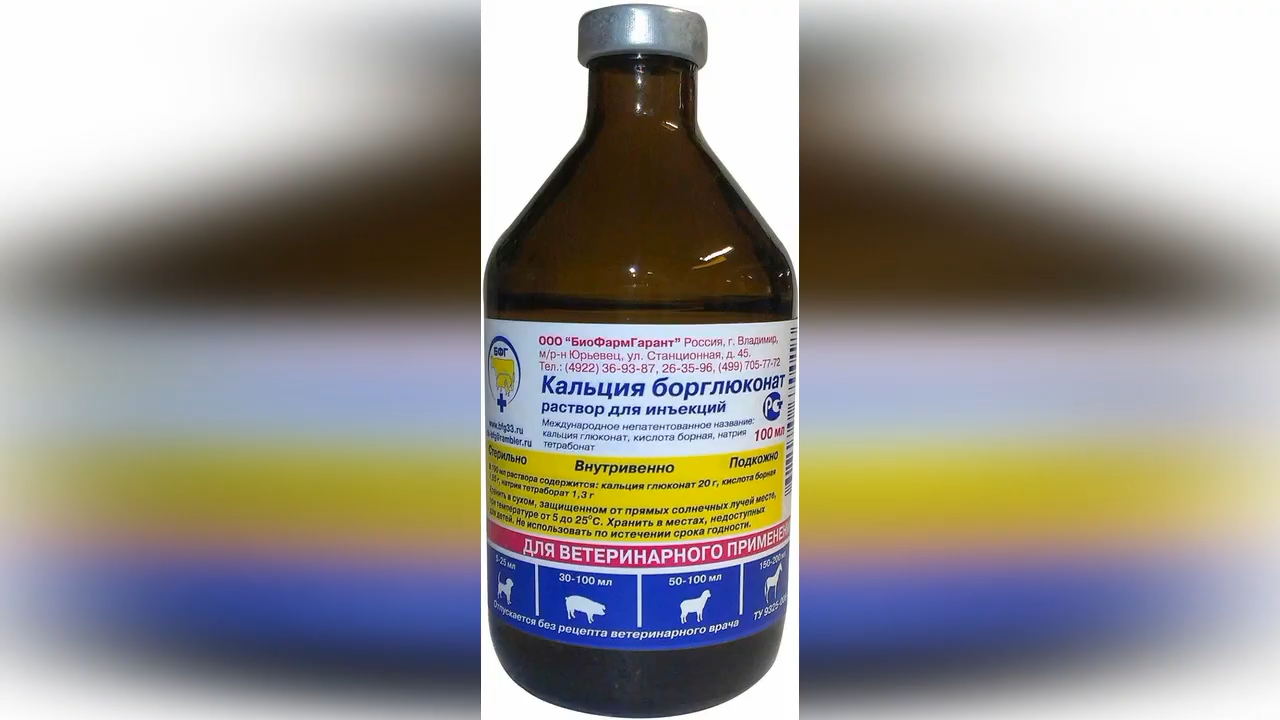 ООО "БиоФармГарант" Россия, г. Владимир,
м/р-н Юрьевец, ул. Станционная, д. 45.
Тел.: (4922) 36-93-87, 26-35-96, (499) 705-77-72
БФГ
Кальция борглюконат
раствор для инъекций
РСТ
Международное непатентованное название:
кальция глюконат, кислота борная, натрия
тетрабонат
100 мл
www.bfg33.ru
Стерильно Внутривенно Подкожно
100 мл раствора содержится: кальция глюконат 20 г, кислота борная
натрия тетраборат 1,3 г
Хранить в сухом, защищенном от прямых солнечных лучей месте,
при температуре от 5 до 25°С. Хранить в местах, недоступных
для детей. Не использовать по истечении срока годности.
ДЛЯ ВЕТЕРИНАРНОГО
5-25 мл 30-100 мл 50-100 мл
Отпускается без рецепта ветеринарного врача
ТУ